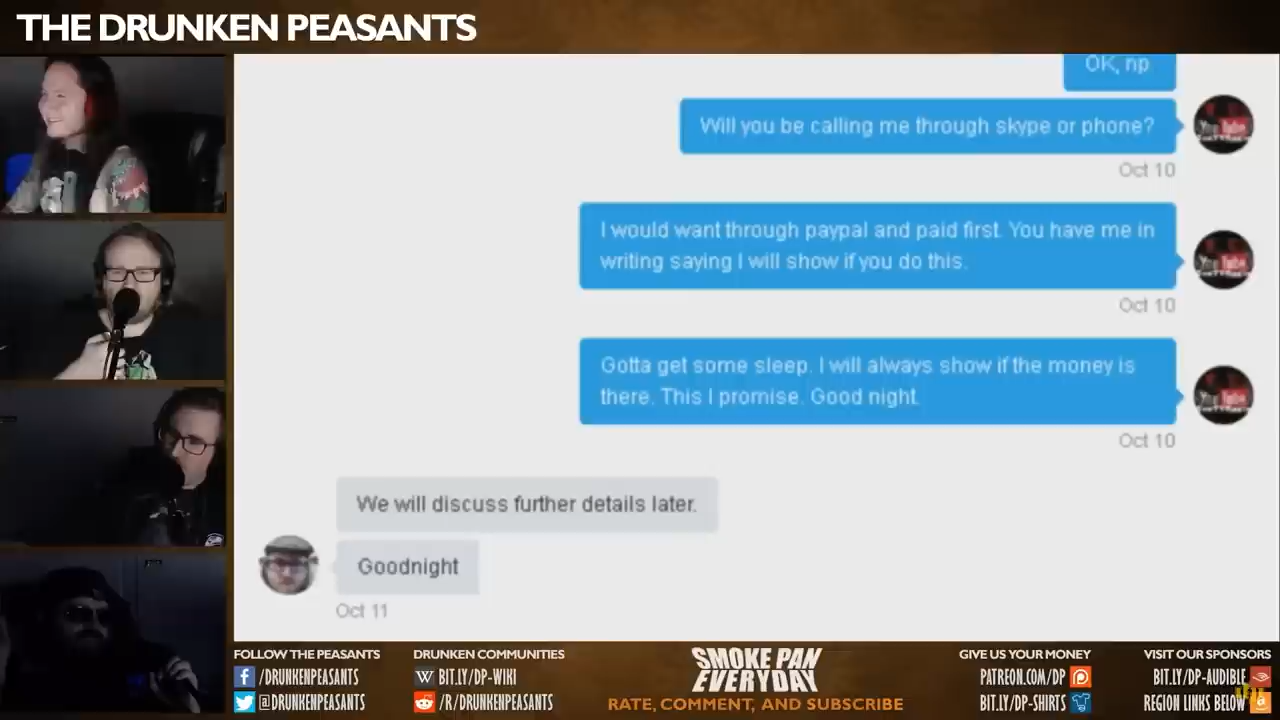 THE DRUNKEN PEASANTS
OK, np
Will you be calling me through skype or phone?
Oct 10
I would want through paypal and paid first. You have me in
writing saying I will show if you do this.
Oct 10
Gotta get some sleep. I will always show if the money is
there. This I promise. Good night.
Oct 10
We will discuss further details later.
Goodnight
Oct 11
FOLLOW THE PEASANTS
/DRUNKENPEASANTS
@DRUNKENPEASANTS
DRUNKEN COMMUNITIES
BIT.LY/DP-WIKI
/R/DRUNKENPEASANTS
SMOKE PAN
EVERYDAY
RATE, COMMENT, AND SUBSCRIBE
GIVE US YOUR MONEY
PATREON.COM/DP
BIT.LY/DP-SHIRTS
VISIT OUR SPONSORS
BIT.LY/DP-AUDIBLE
REGION LINKS BELOW